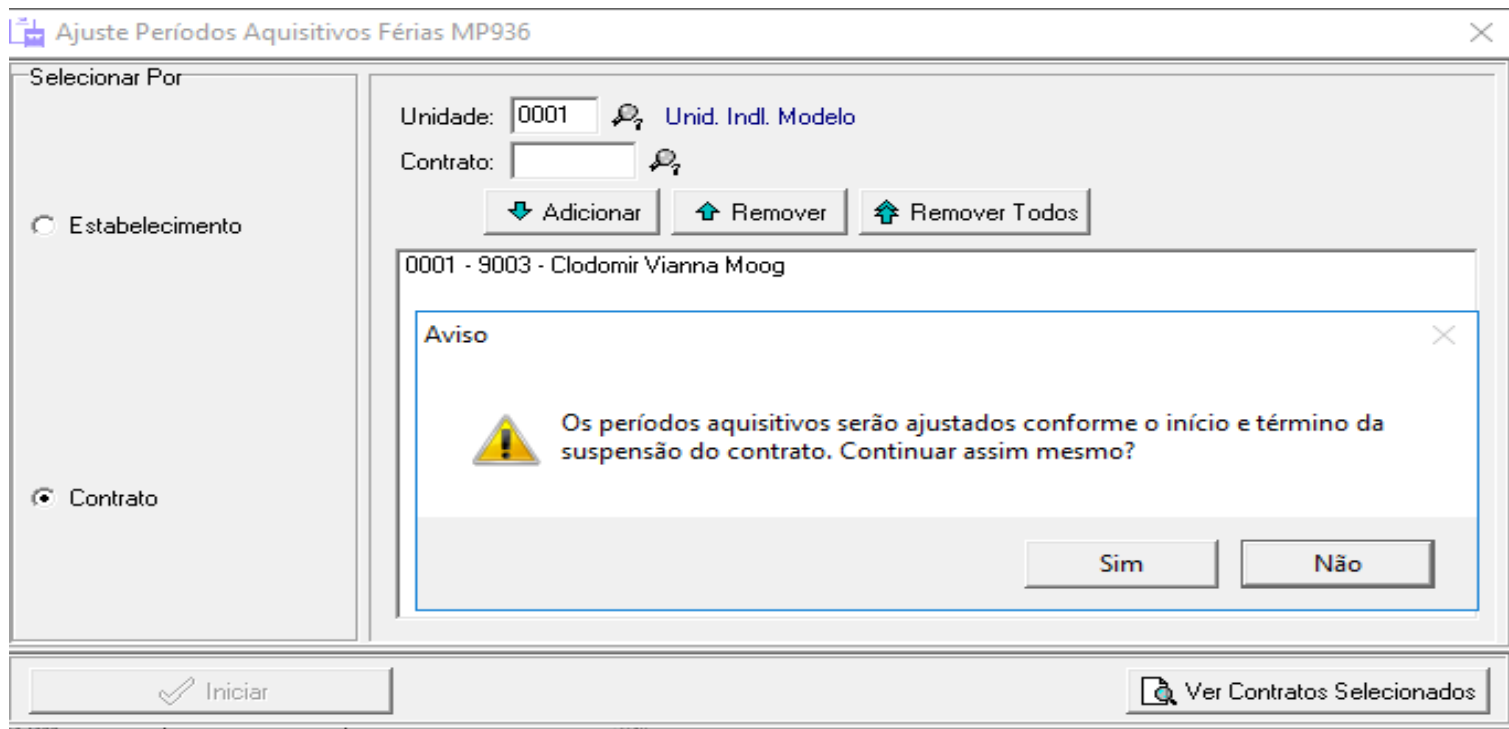 Ajuste Períodos Aquisitivos Férias MP936
Selecionar Por
Estabelecimento
Contrato
Unidade: 0001 Unid. Indl. Modelo
Contrato:
Adicionar Remover Remover Todos
0001 - 9003 - Clodomir Vianna Moog
Aviso
Os períodos aquisitivos serão ajustados conforme o início e término da
suspensão do contrato. Continuar assim mesmo?
Sim Não
Iniciar Ver Contratos Selecionados